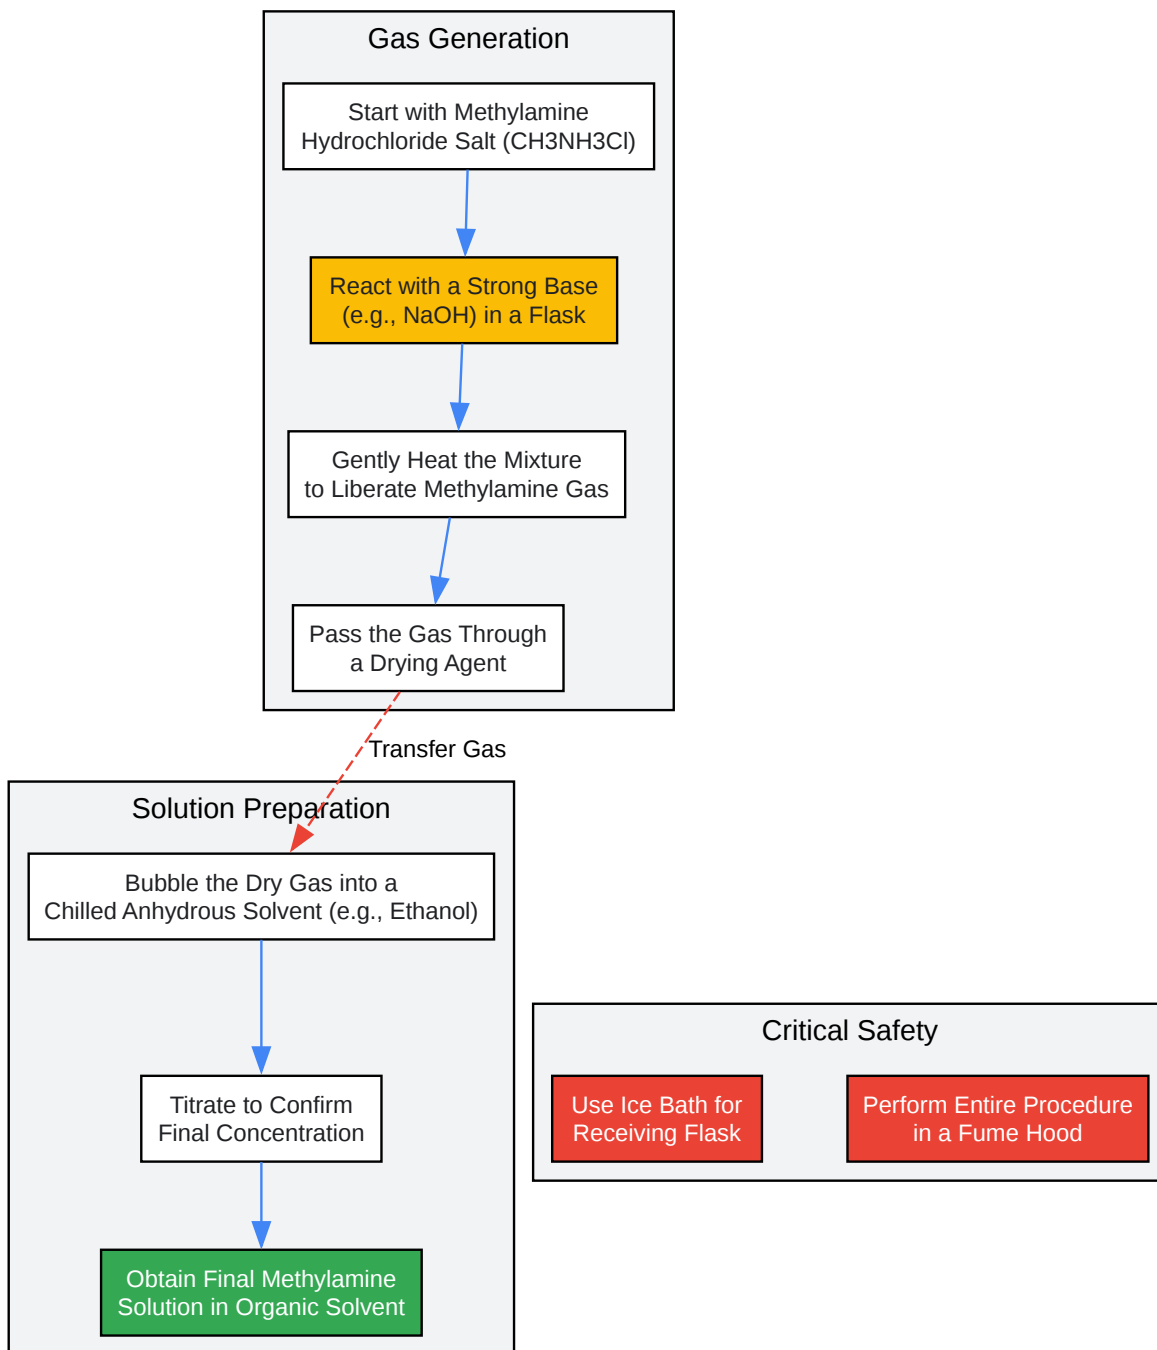 Gas Generation
Start with Methylamine
Hydrochloride Salt (CH3NH3Cl)
React with a Strong Base
(e.g., NaOH) in a Flask
Gently Heat the Mixture
to Liberate Methylamine Gas
Pass the Gas Through
a Drying Agent
Transfer Gas
Solution Preparation
Bubble the Dry Gas into a
Chilled Anhydrous Solvent (e.g., Ethanol)
Titrate to Confirm
Final Concentration
Obtain Final Methylamine
Solution in Organic Solvent
Critical Safety
Use Ice Bath for
Receiving Flask
Perform Entire Procedure
in a Fume Hood